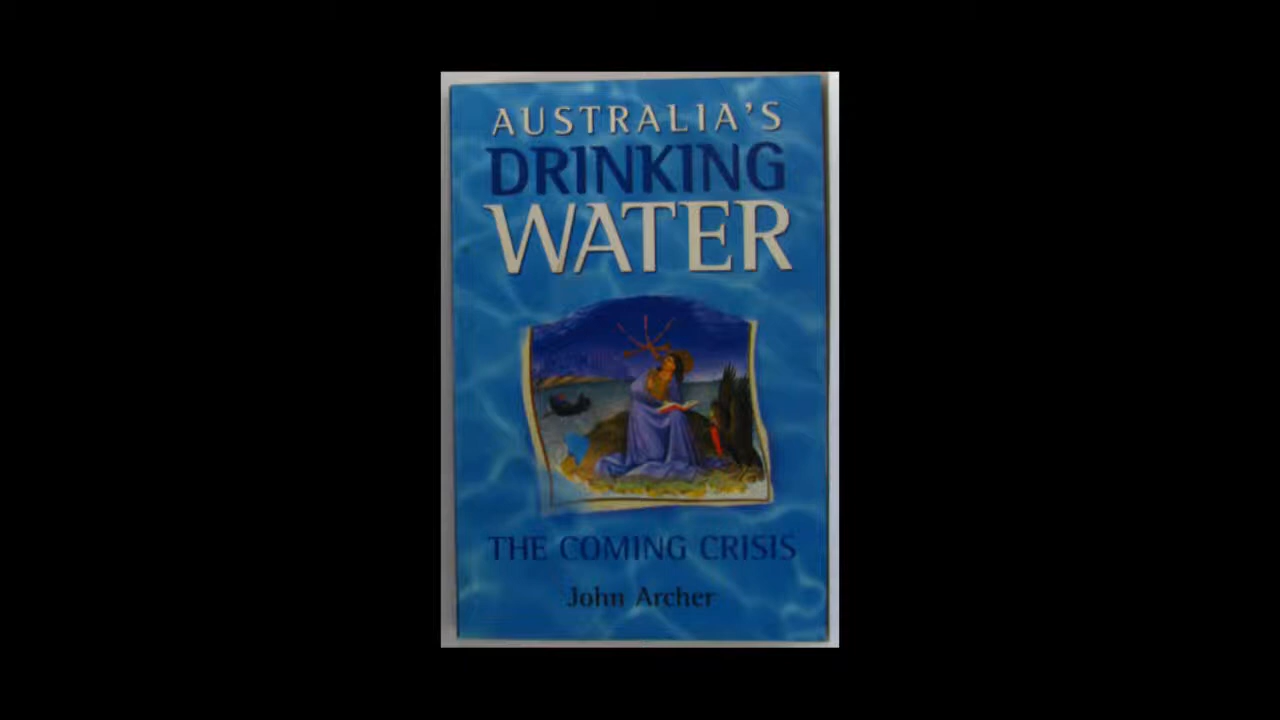 AUSTRALIA'S
DRINKING
WATER
THE COMING CRISIS
John Archer